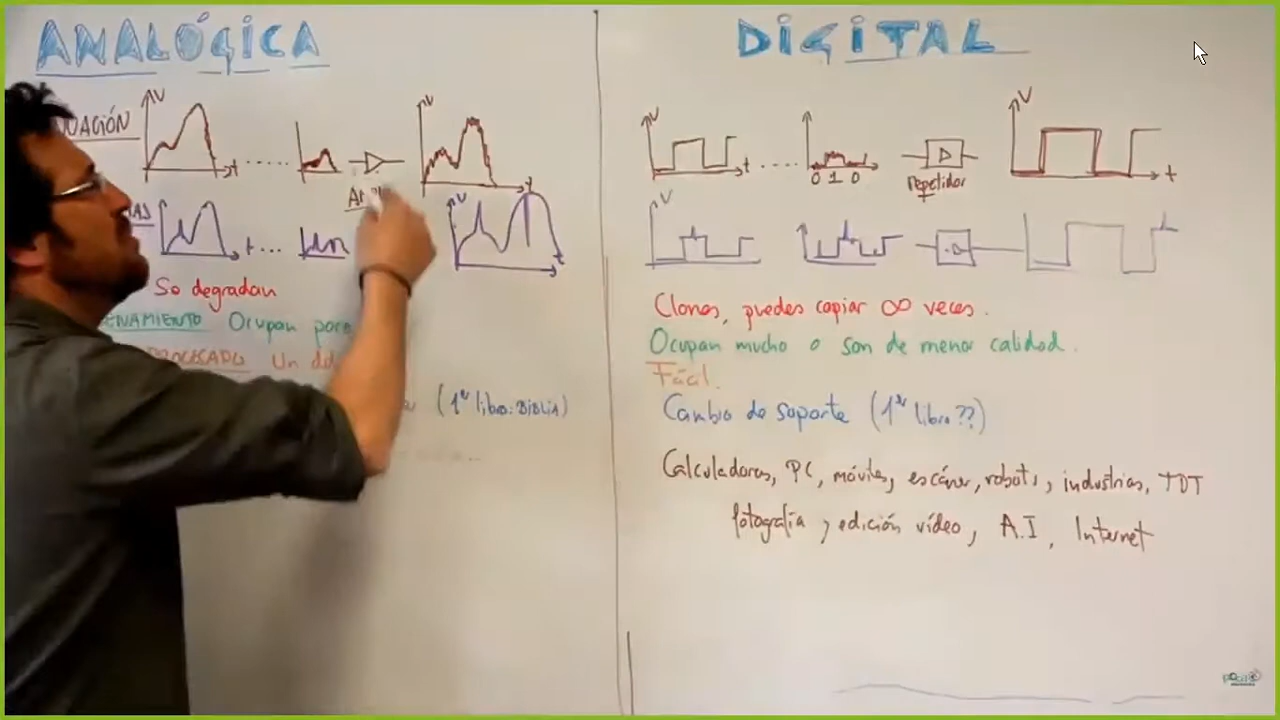 ANALÓGICA
DIGITAL
V
t
V
V
t
0 1 0
Repetidor
V
t
V
t
V
V
Se degradan
Clones, puedes copiar ∞ veces.
Ocupan
Ocupan mucho o son de menor calidad.
Un
Fácil.
(1er libro: BIBLIA)
Cambio de soporte (1er libro??)
Calculadoras, PC, móviles, escáner, robots, industrias, TDT
fotografía y edición vídeo, A.I, Internet